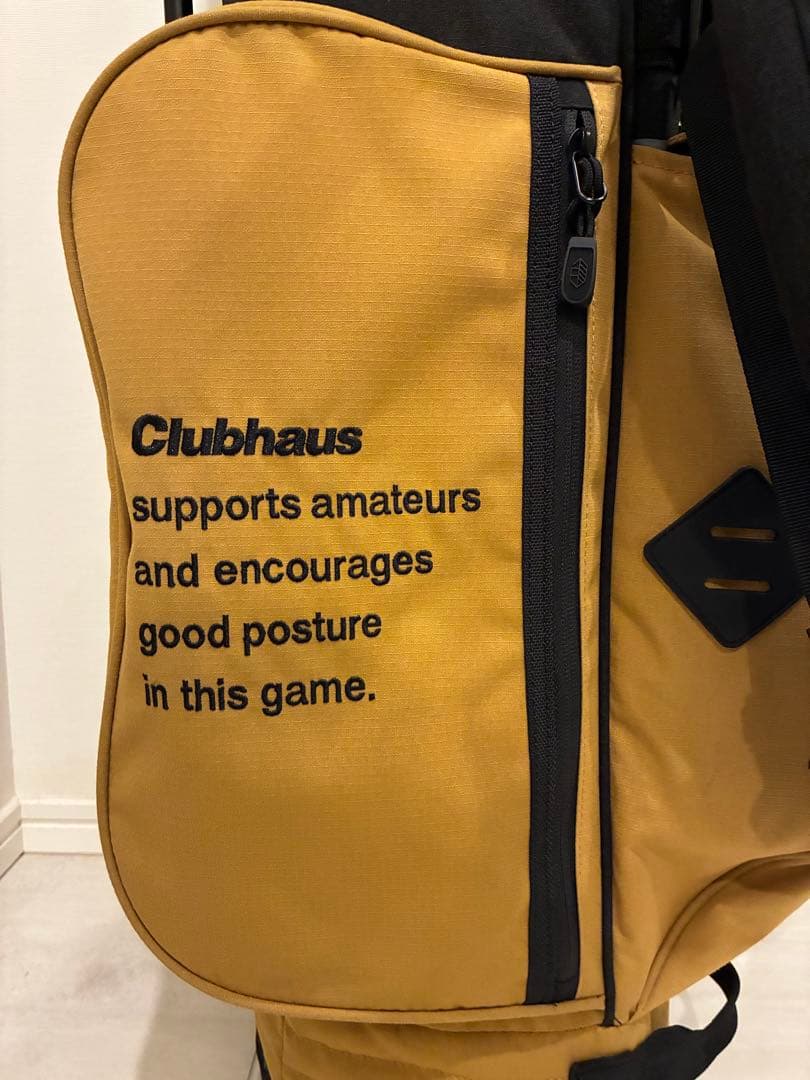 Clubhaus
supports amateurs
and encourages
good posture
in this game.